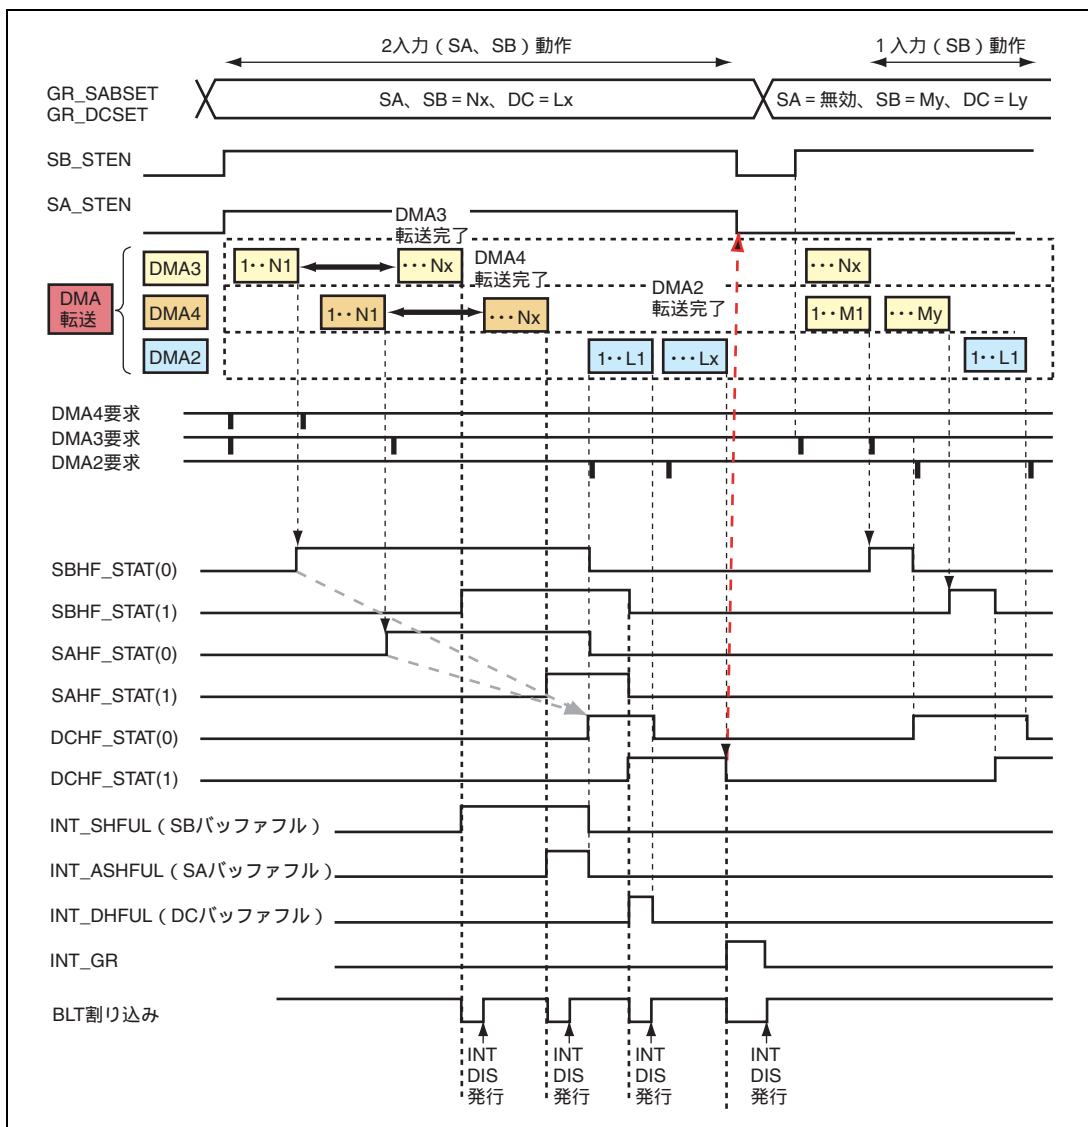 2入力（SA、SB）動作
1入力（SB）動作
GR_SABSET
GR_DCSET
SA、SB＝Nx、DC＝Lx
SA＝無効、SB＝My、DC＝Ly
SB_STEN
SA_STEN
DMA3
転送完了
DMA4
転送完了
DMA2
転送完了
DMA
転送
DMA3
1‥N1
…Nx
…Nx
DMA4
1‥N1
…Nx
1‥M1
…My
DMA2
1‥L1
…Lx
1‥L1
DMA4要求
DMA3要求
DMA2要求
SBHF_STAT(0)
SBHF_STAT(1)
SAHF_STAT(0)
SAHF_STAT(1)
DCHF_STAT(0)
DCHF_STAT(1)
INT_SHFUL（SBバッファフル）
INT_ASHFUL（SAバッファフル）
INT_DHFUL（DCバッファフル）
INT_GR
BLT割り込み
INT
DIS
発行
INT
DIS
発行
INT
DIS
発行
INT
DIS
発行